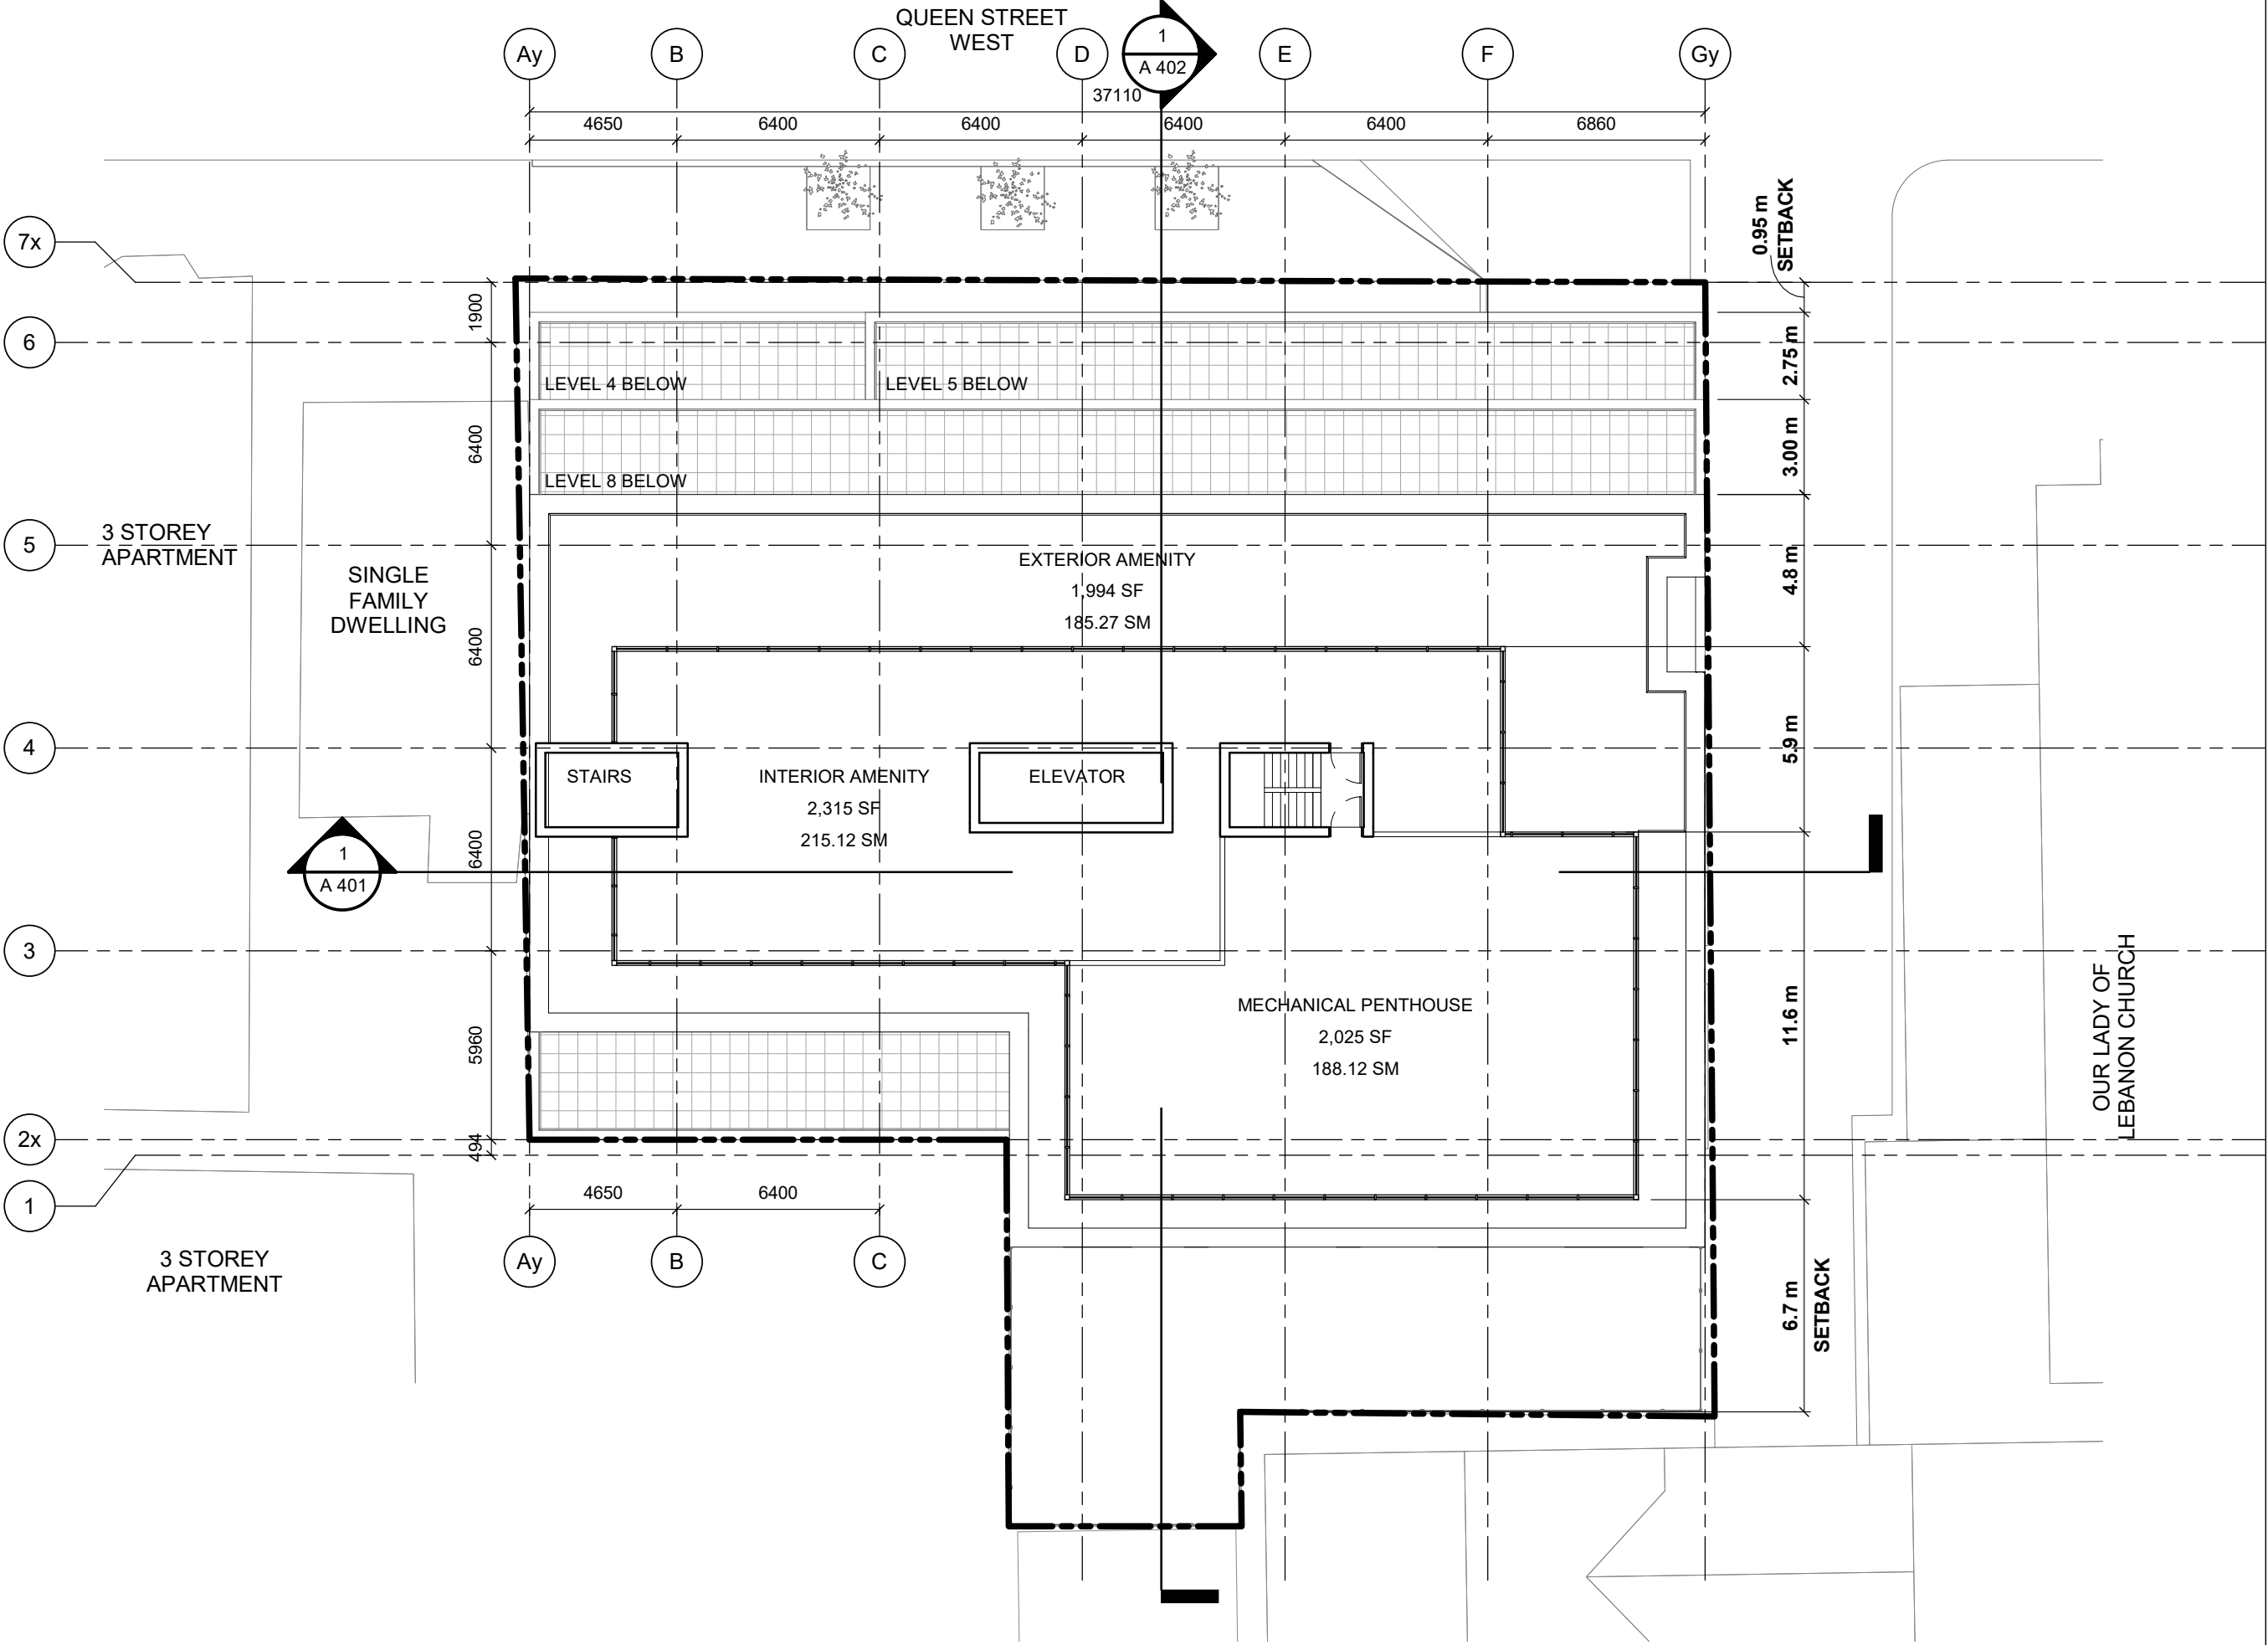 QUEEN STREET
WEST
Ay
B
C
D
1
A 402
E
F
Gy
37110
4650
6400
6400
6400
6400
6860
0.95 m
SETBACK
7x
1900
6
2.75 m
LEVEL 4 BELOW
LEVEL 5 BELOW
6400
3.00 m
LEVEL 8 BELOW
5
3 STOREY
APARTMENT
SINGLE
FAMILY
DWELLING
EXTERIOR AMENITY
1,994 SF
185.27 SM
4.8 m
6400
4
STAIRS
INTERIOR AMENITY
2,315 SF
215.12 SM
ELEVATOR
5.9 m
6400
1
A 401
3
MECHANICAL PENTHOUSE
2,025 SF
188.12 SM
11.6 m
OUR LADY OF
LEBANON CHURCH
5960
2x
494
1
4650
6400
Ay
B
C
3 STOREY
APARTMENT
6.7 m
SETBACK